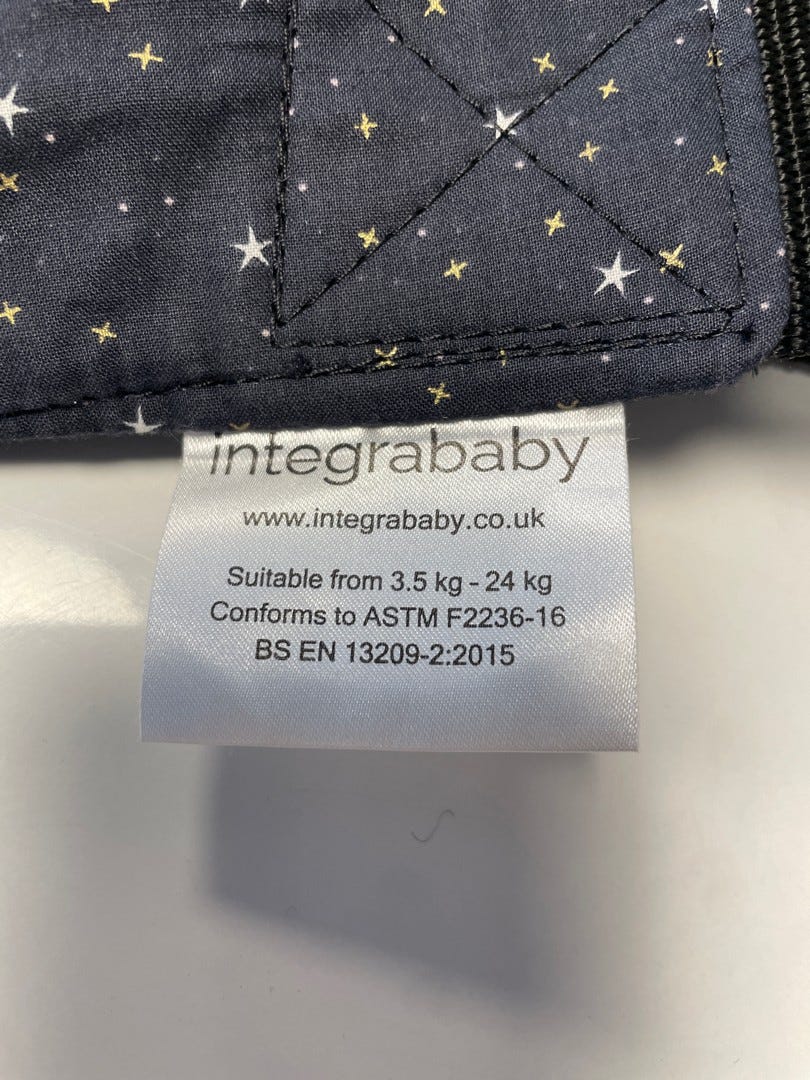 integrababy
www.integrababy.co.uk
Suitable from 3.5 kg - 24 kg
Conforms to ASTM F2236-16
BS EN 13209-2:2015